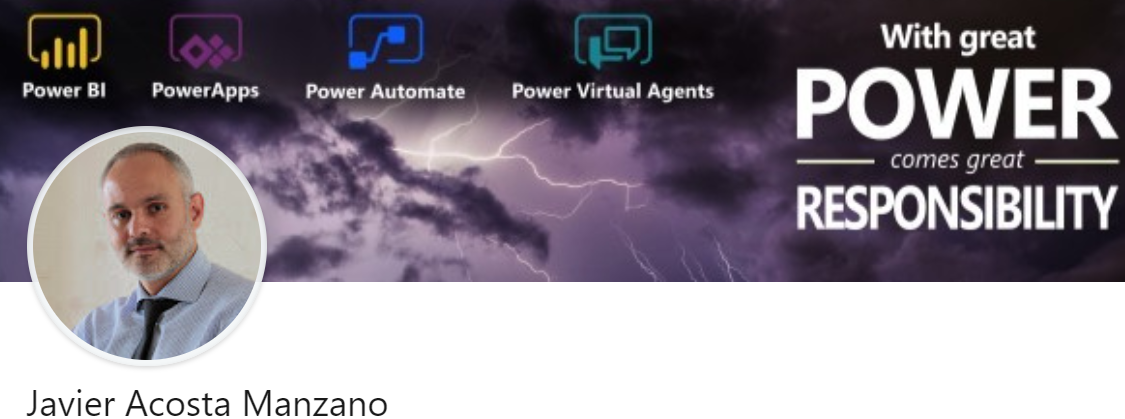 Power BI
PowerApps
Power Automate
Power Virtual Agents
With great
POWER
comes great
RESPONSIBILITY
Javier Acosta Manzano